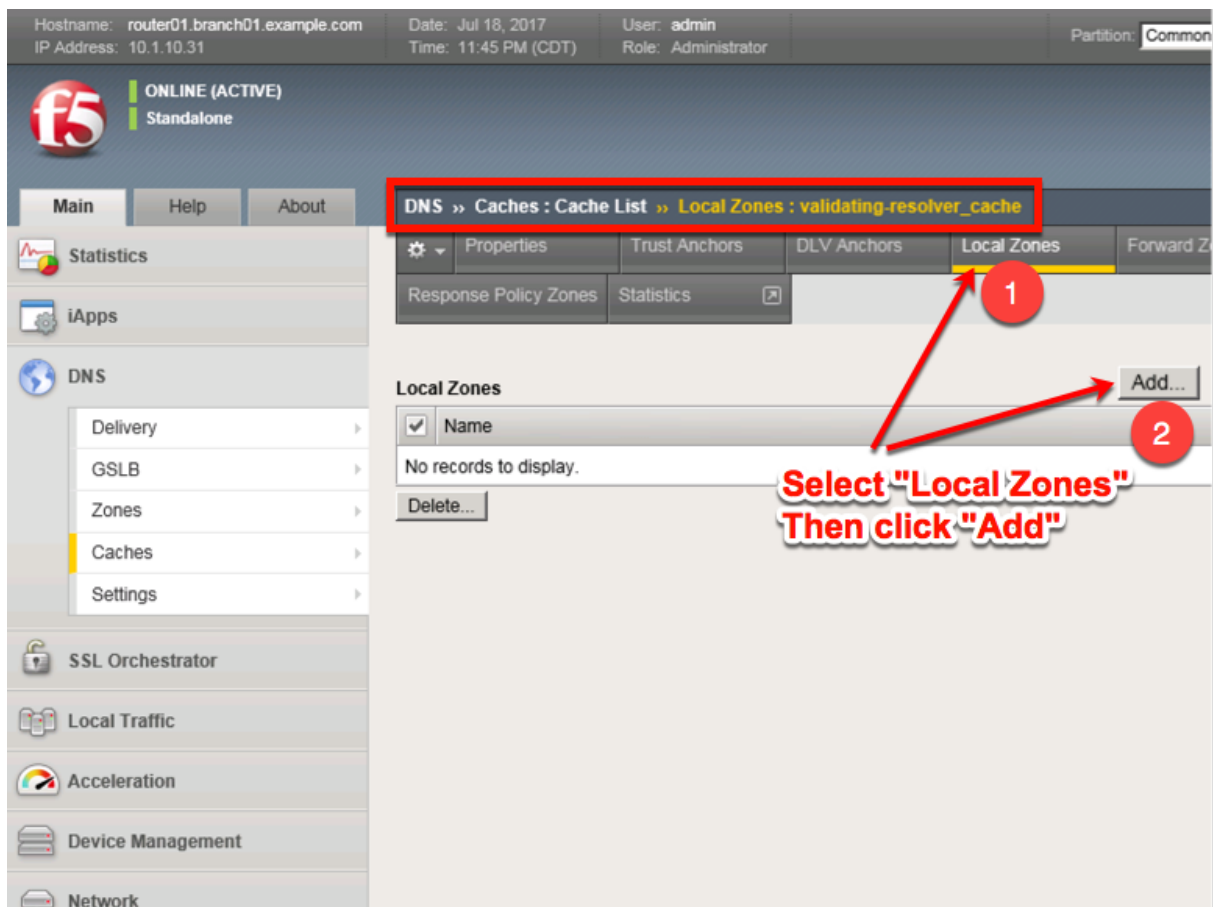 Hostname: router01.branch01.example.com Date: Jul 18, 2017 User: admin
IP Address: 10.1.10.31 Time: 11:45 PM (CDT) Role: Administrator
Partition: Common
f5
ONLINE (ACTIVE)
Standalone
Main Help About
DNS » Caches : Cache List » Local Zones : validating-resolver_cache
Properties Trust Anchors DLV Anchors Local Zones Forward Z
Response Policy Zones Statistics
1
Statistics
iApps
DNS
Delivery
GSLB
Zones
Caches
Settings
SSL Orchestrator
Local Traffic
Acceleration
Device Management
Network
Local Zones
Add...
2
Name
No records to display.
Delete...
Select "Local Zones"
Then click "Add"